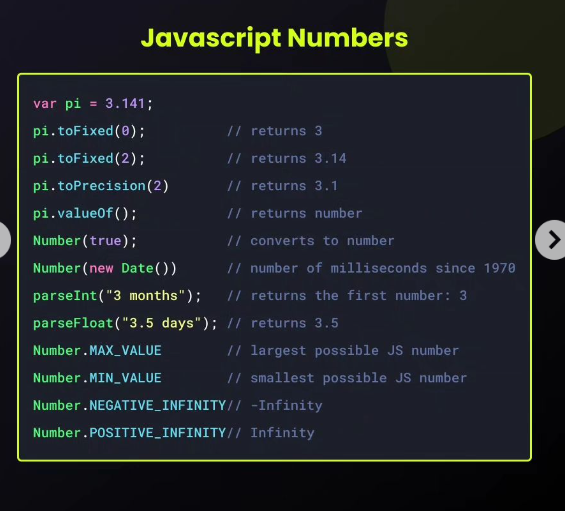 Javascript Numbers
var pi = 3.141;
pi.toFixed(0); // returns 3
pi.toFixed(2); // returns 3.14
pi.toPrecision(2) // returns 3.1
pi.valueOf(); // returns number
Number(true); // converts to number
Number(new Date()) // number of milliseconds since 1970
parseInt("3 months"); // returns the first number: 3
parseFloat("3.5 days"); // returns 3.5
Number.MAX_VALUE // largest possible JS number
Number.MIN_VALUE // smallest possible JS number
Number.NEGATIVE_INFINITY// -Infinity
Number.POSITIVE_INFINITY// Infinity